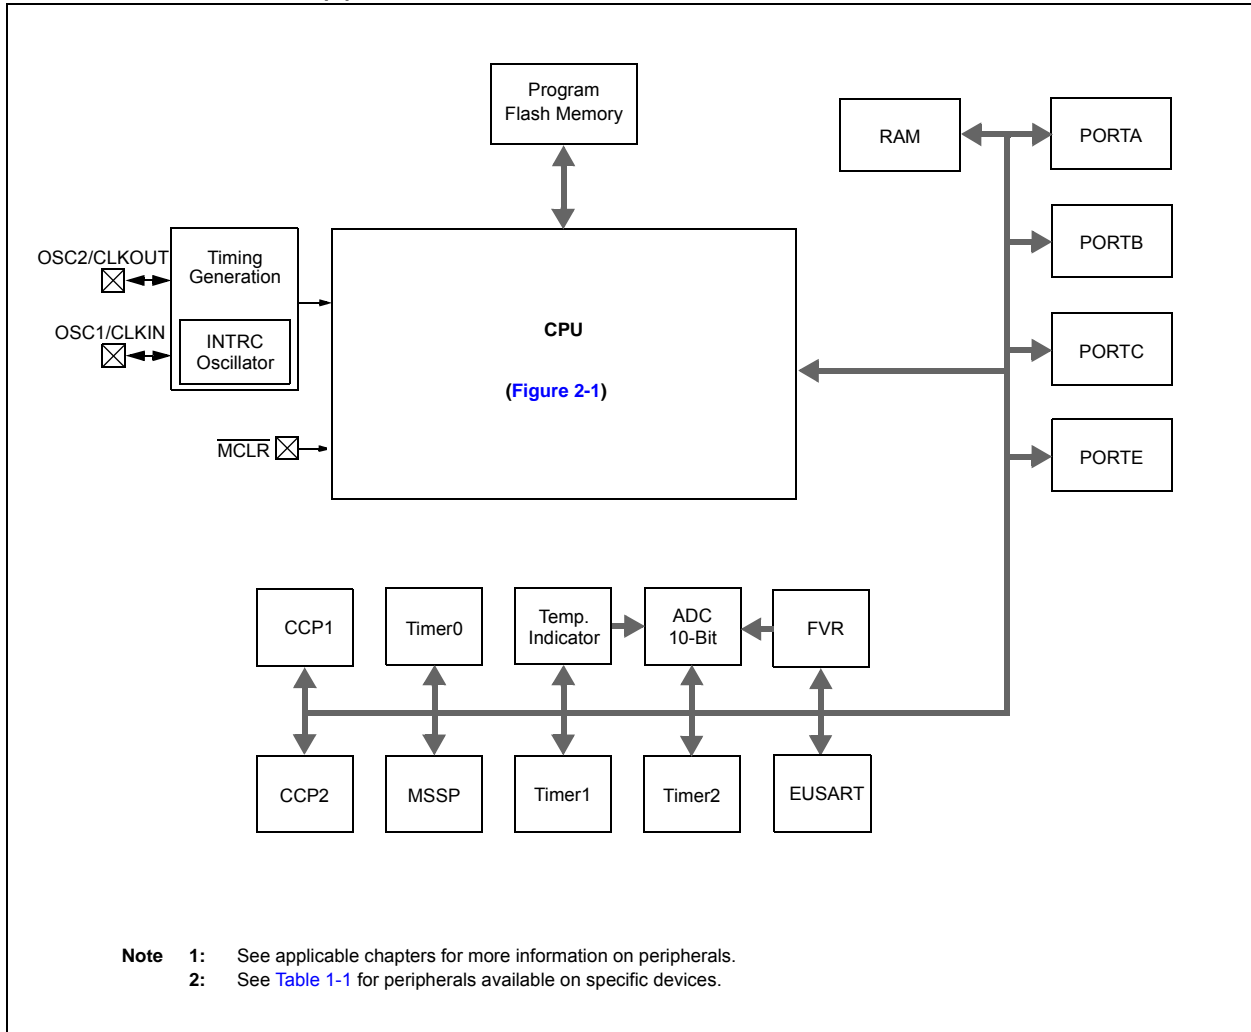 Program
Flash Memory
RAM
PORTA
PORTB
PORTC
PORTE
OSC2/CLKOUT
Timing
Generation
OSC1/CLKIN
INTRC
Oscillator
MCLR
CPU
(Figure 2-1)
CCP1
Timer0
Temp.
Indicator
ADC
10-Bit
FVR
CCP2
MSSP
Timer1
Timer2
EUSART
Note 1: See applicable chapters for more information on peripherals.
2: See Table 1-1 for peripherals available on specific devices.